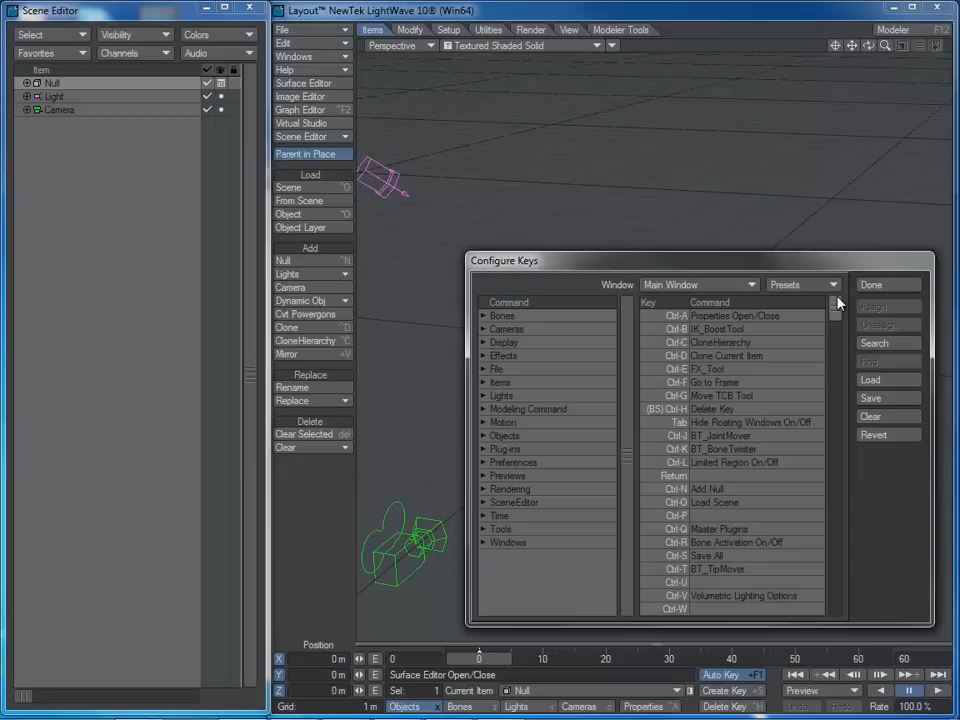 Scene Editor
Select
Visibility
Colors
Favorites
Channels
Audio
Item
Null
Light
Camera
Layout™ NewTek LightWave 10® (Win64)
File
Edit
Windows
Help
Surface Editor
Image Editor
Graph Editor ^F2
Virtual Studio
Scene Editor
Parent in Place
Load
Scene ^O
From Scene
Object
Object Layer
Add
Null ^N
Lights
Camera
Dynamic Obj
Cvt Powergons
Clone ^D
CloneHierarchy ^C
Mirror +V
Replace
Rename
Replace
Delete
Clear Selected del
Clear
Items Modify Setup Utilities Render View Modeler Tools
Modeler F12
Perspective
Textured Shaded Solid
Configure Keys
Window Main Window Presets
Command
Bones
Cameras
Display
Effects
File
Items
Lights
Modeling Command
Motion
Objects
Plug-ins
Preferences
Previews
Rendering
SceneEditor
Time
Tools
Windows
Key Command
Ctrl-A Properties Open/Close
Ctrl-B IK_BoostTool
Ctrl-C CloneHierarchy
Ctrl-D Clone Current Item
Ctrl-E FX_Tool
Ctrl-F Go to Frame
Ctrl-G Move TCB Tool
(BS) Ctrl-H Delete Key
Tab Hide Floating Windows On/Off
Ctrl-J BT_JointMover
Ctrl-K BT_BoneTwister
Ctrl-L Limited Region On/Off
Return
Ctrl-N Add Null
Ctrl-O Load Scene
Ctrl-P
Ctrl-Q Master Plugins
Ctrl-R Bone Activation On/Off
Ctrl-S Save All
Ctrl-T BT_TipMover
Ctrl-U
Ctrl-V Volumetric Lighting Options
Ctrl-W
Done
Assign
Unassign
Search
Find
Load
Save
Clear
Revert
Position
X 0 m E
Y 0 m E
Z 0 m E
Grid: 1 m
0 0 10 20 30 40 50 60 60
Surface Editor Open/Close
Sel: 1 Current Item Null
Objects Bones Lights Cameras Properties
Auto Key +F1
Create Key +S
Delete Key ^H
Preview
Undo Redo
Rate 100.0 %